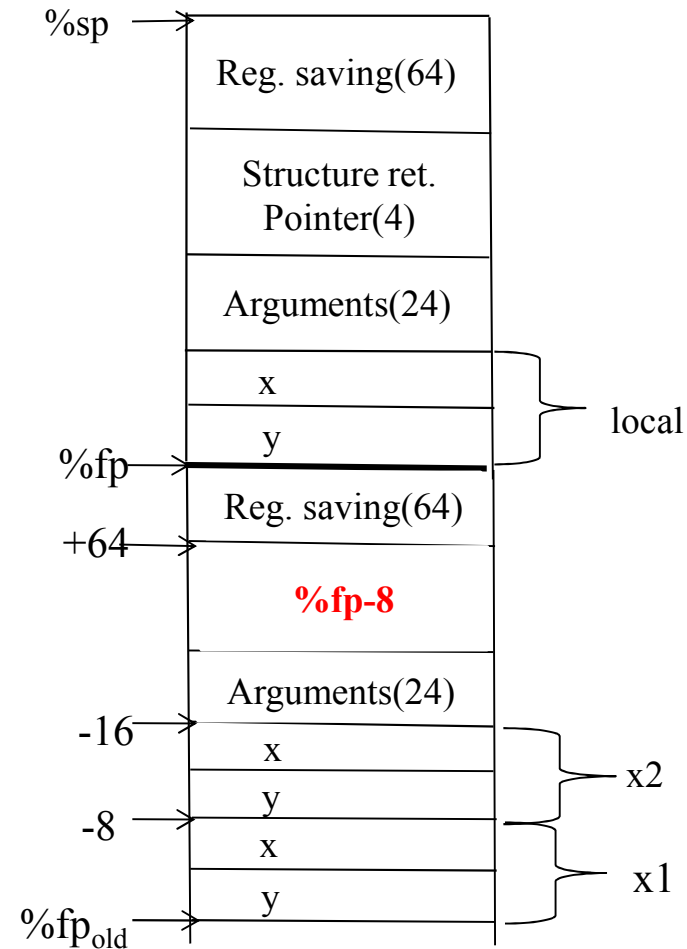 %sp
Reg. saving(64)
Structure ret.
Pointer(4)
Arguments(24)
x
local
y
%fp
Reg. saving(64)
+64
%fp-8
Arguments(24)
-16
x
x2
y
-8
x
x1
y
%fpold